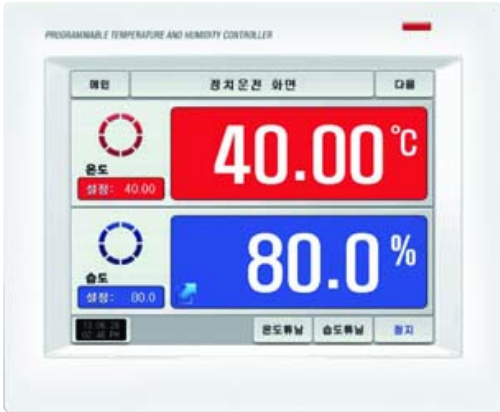 PROGRAMMABLE TEMPERATURE AND HUMIDITY CONTROLLER
메인 정치운전 화면 다음
온도
설정: 40.00
40.00 ℃
습도
설정: 80.0
80.0 %
온도튜닝 습도튜닝 정지